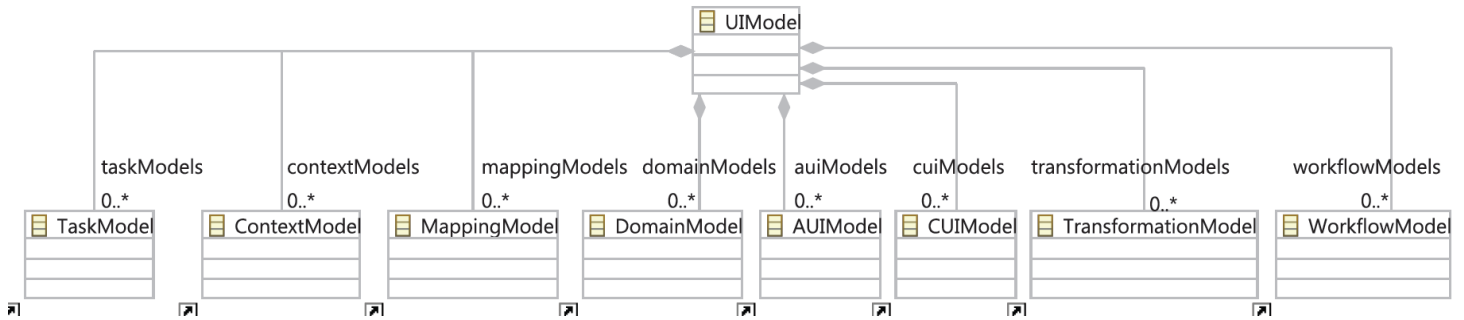 UIModel
taskModels
contextModels
mappingModels
domainModels
auiModels
cuiModels
transformationModels
workflowModels
0..*
0..*
0..*
0..*
0..*
0..*
0..*
0..*
TaskModel
ContextModel
MappingModel
DomainModel
AUIModel
CUIModel
TransformationModel
WorkflowModel